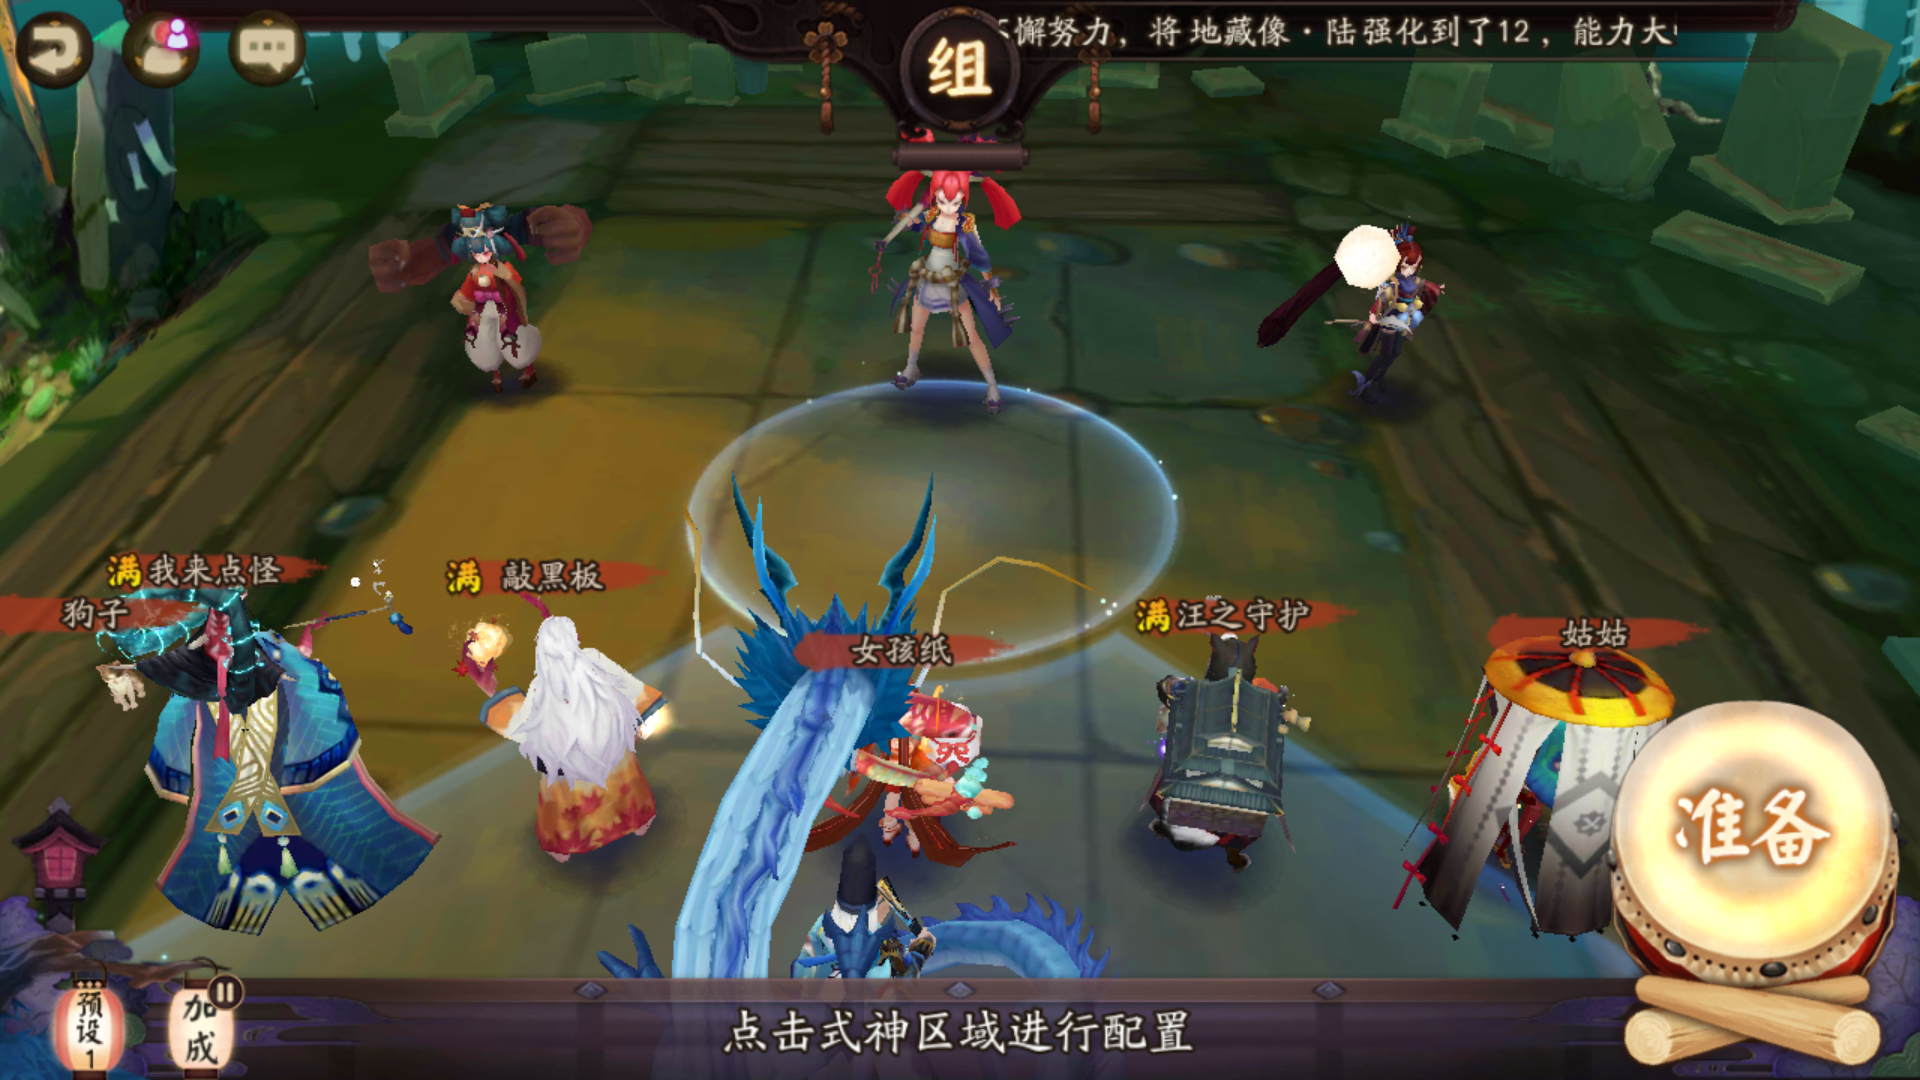 组
懈努力，将 地藏像·陆强化到了12，能力大
满 我来点怪
满 敲黑板
狗子
满 汪之守护
女孩纸
姑姑
准备
预设1
加成
点击式神区域进行配置